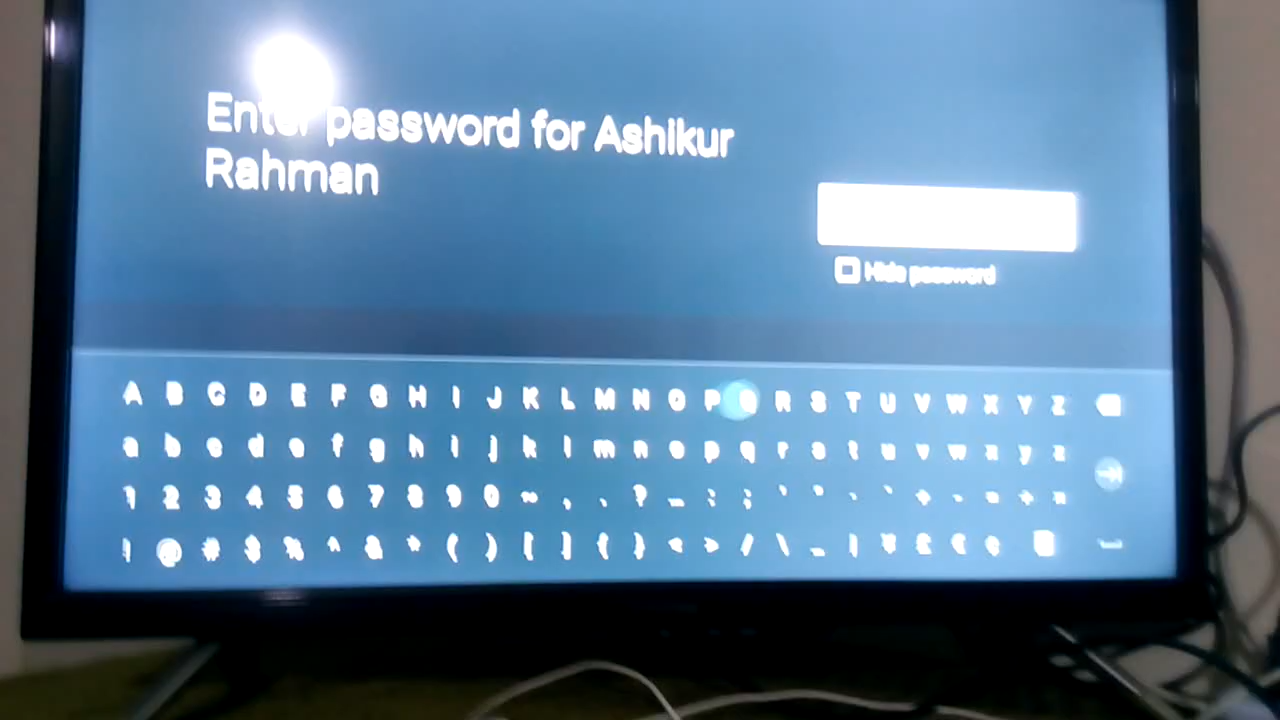 Enter password for Ashikur
Rahman
Hide password
A B C D E F G H I J K L M N O P Q R S T U V W X Y Z
a b c d e f g h i j k l m n o p q r s t u v w x y z
1 2 3 4 5 6 7 8 9 0
! @ # $ % ^ & * ( ) [ ] { } < > / \